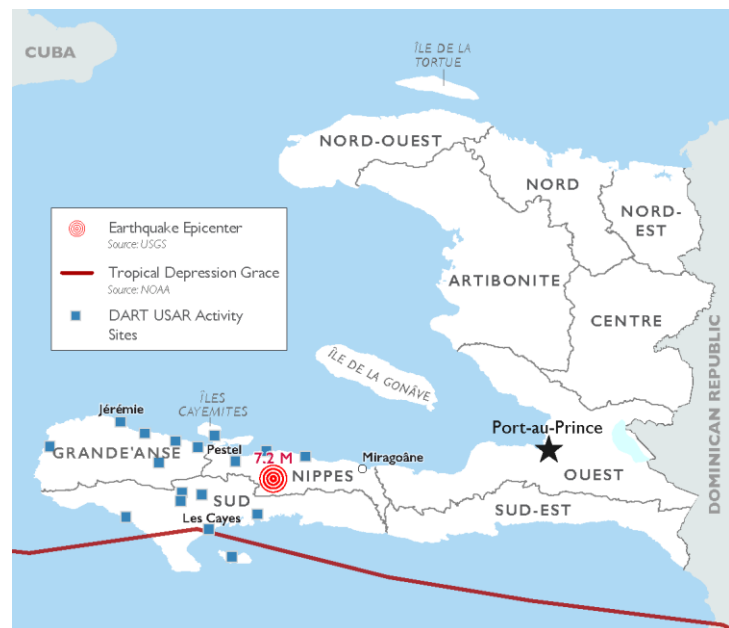 CUBA
ÎLE DE LA
TORTUE
NORD-OUEST
NORD
NORD-
EST
Earthquake Epicenter
Source: USGS
Tropical Depression Grace
Source: NOAA
DART USAR Activity
Sites
ARTIBONITE
CENTRE
ÎLE DE LA GONÂVE
DOMINICAN REPUBLIC
ÎLES
CAYEMITES
Jérémie
Port-au-Prince
GRANDE'ANSE
Pestel
7.2 M
Miragoâne
NIPPES
OUEST
SUD
SUD-EST
Les Cayes